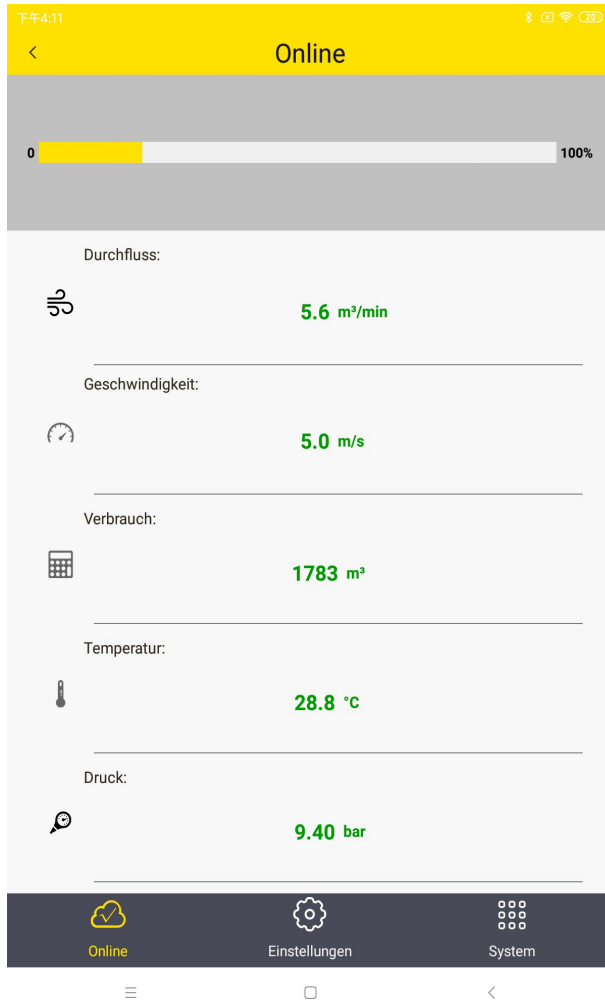 下午4:11
20
Online
0
100%
Durchfluss:
5.6 m³/min
Geschwindigkeit:
5.0 m/s
Verbrauch:
1783 m³
Temperatur:
28.8 °C
Druck:
9.40 bar
Online Einstellungen System